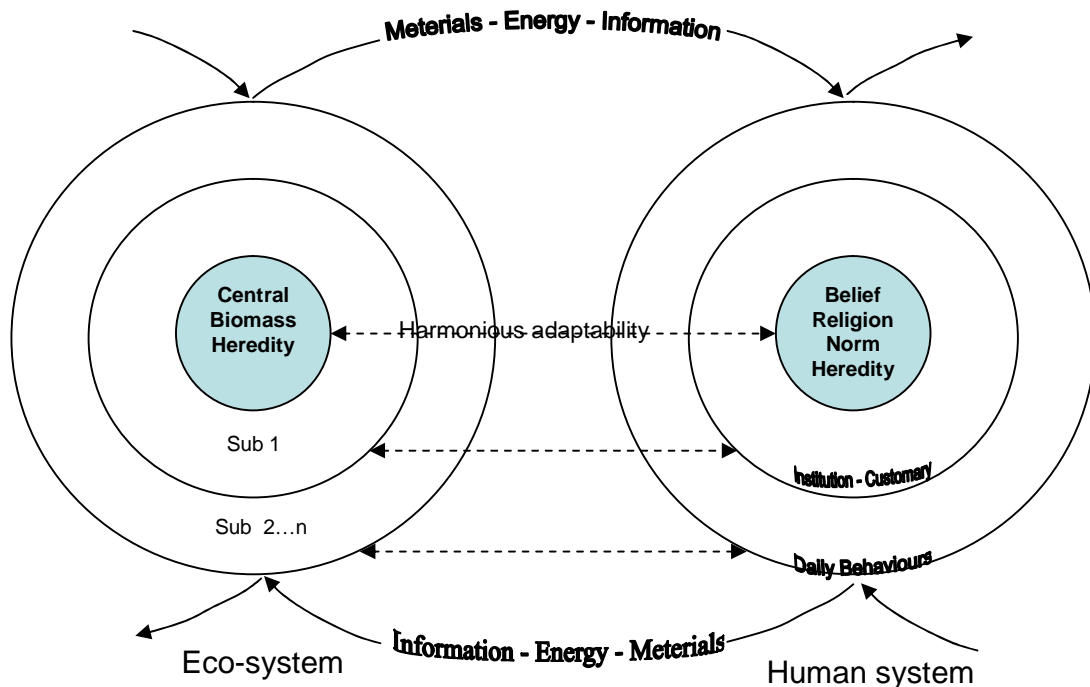 Meterials - Energy - Information
Central
Biomass
Heredity
Harmonious adaptability
Belief
Religion
Norm
Heredity
Sub 1
Institution - Customary
Sub 2...n
Daily Behaviours
Information - Energy - Meterials
Eco-system
Human system